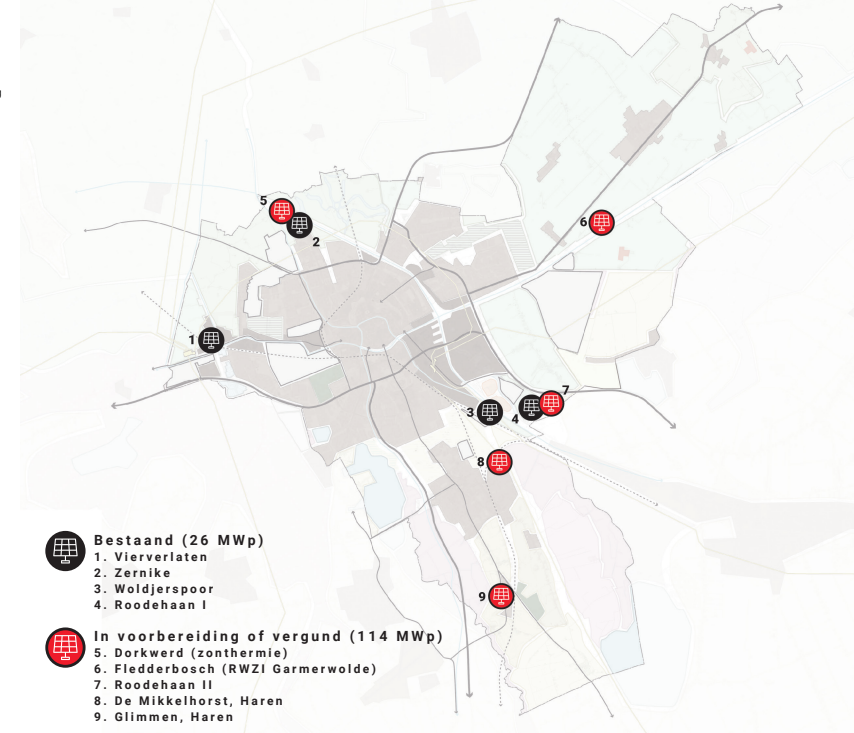 5
2
6
1
7
3
4
8
9
Bestaand (26 MWp)
1. Vierverlaten
2. Zernike
3. Woldjerspoor
4. Roodehaan I
In voorbereiding of vergund (114 MWp)
5. Dorkwerd (zonthermie)
6. Fledderbosch (RWZI Garmerwolde)
7. Roodehaan II
8. De Mikkelhorst, Haren
9. Glimmen, Haren